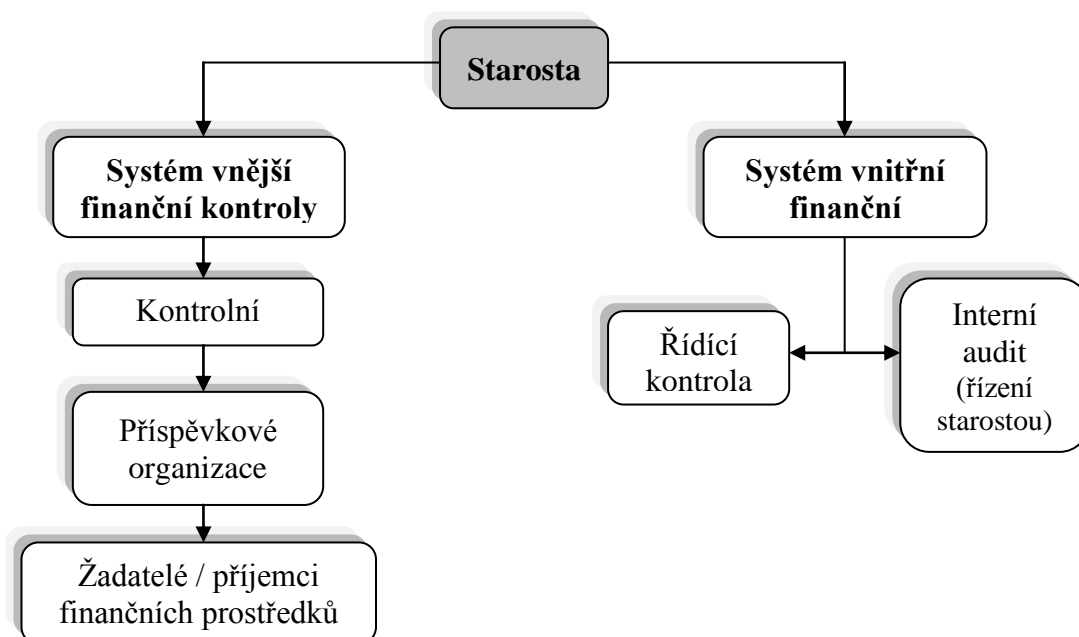 Starosta
Systém vnější
finanční kontroly
Kontrolní
Příspěvkové
organizace
Žadatelé / příjemci
finančních prostředků
Systém vnitřní
finanční
Řídící
kontrola
Interní
audit
(řízení
starostou)